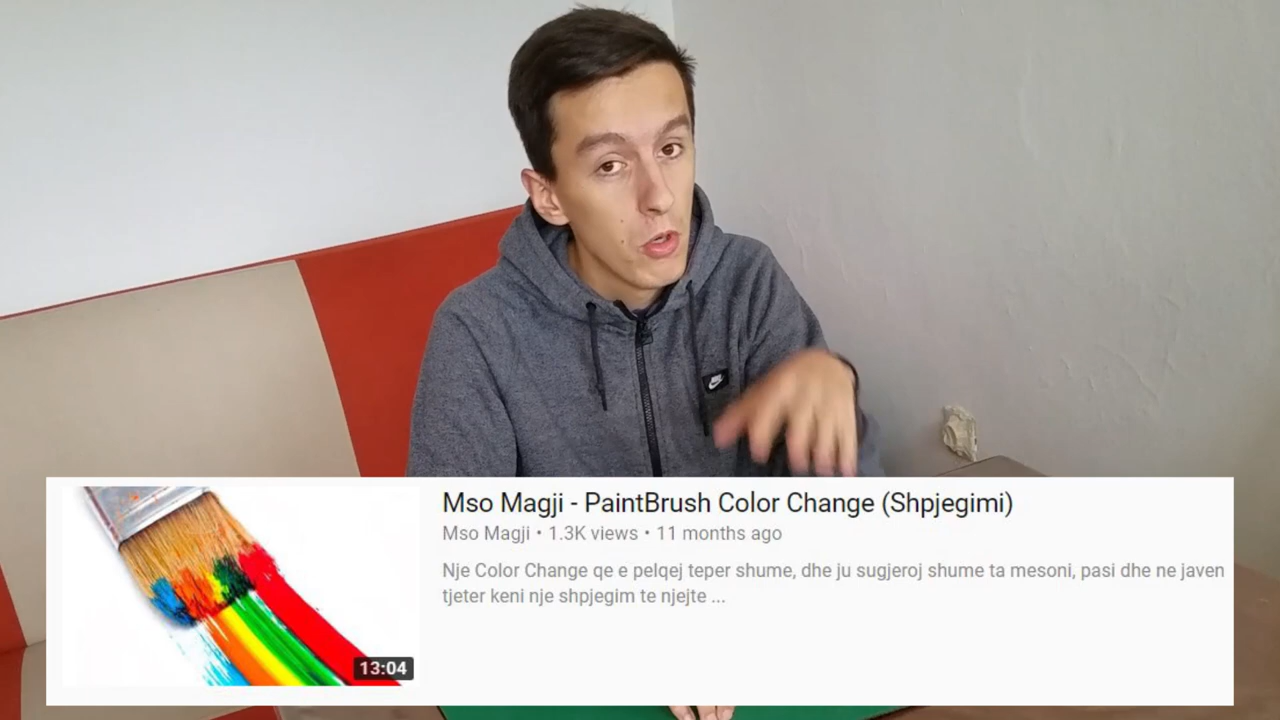 Mso Magji - PaintBrush Color Change (Shpjegimi)
Mso Magji • 1.3K views • 11 months ago
Nje Color Change qe e pelqej teper shume, dhe ju sugjeroj shume ta mesoni, pasi dhe ne javen
tjeter keni nje shpjegim te njejte ...
13:04